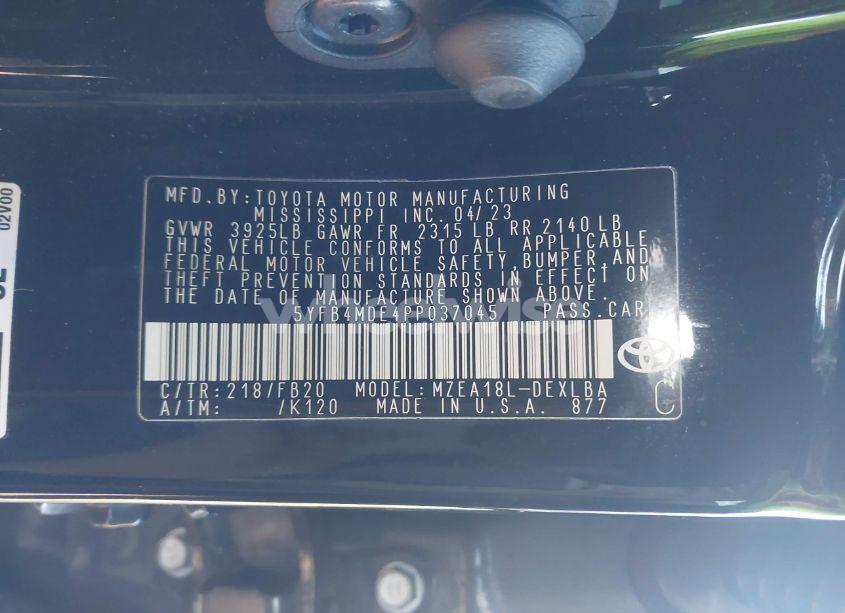 MFD. BY: TOYOTA MOTOR MANUFACTURING
MISSISSIPPI INC. 04/23
GVWR 3925LB GAWR FR 2315 LB RR 2140 LB
THIS VEHICLE CONFORMS TO ALL APPLICABLE
FEDERAL MOTOR VEHICLE SAFETY, BUMPER, AND
THEFT PREVENTION STANDARDS IN EFFECT ON
THE DATE OF MANUFACTURE SHOWN ABOVE.
5YFB4MDE4PP037045 PASS.CAR
C/TR: 218/FB20 MODEL: MZEA18L-DEXLBA
A/TM: /K120 MADE IN U.S.A. 877 C
02V00